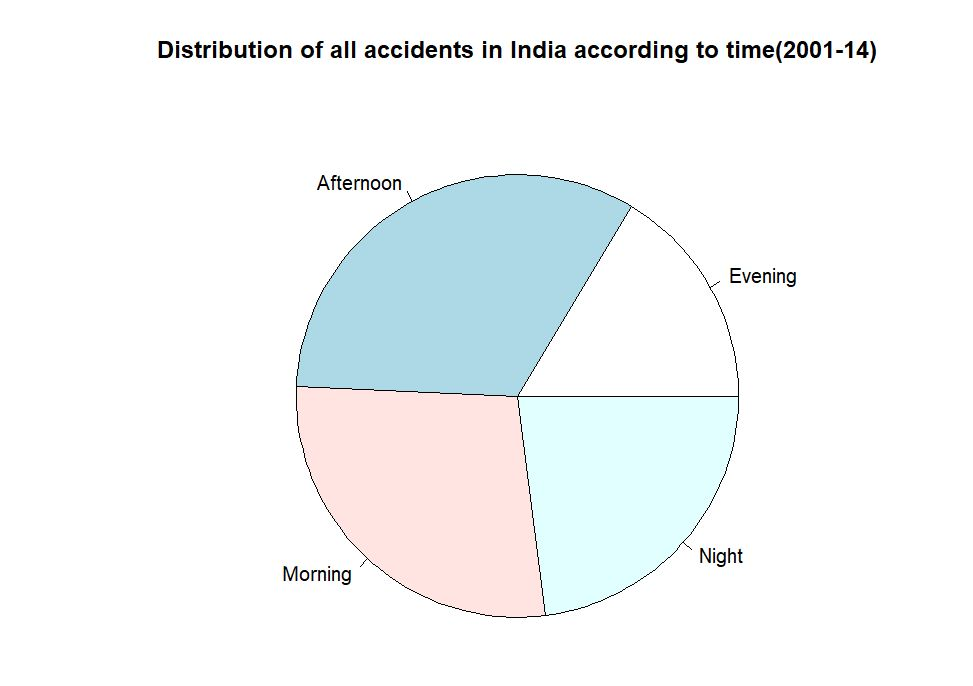 Distribution of all accidents in India according to time(2001-14)
Afternoon
Evening
Morning
Night